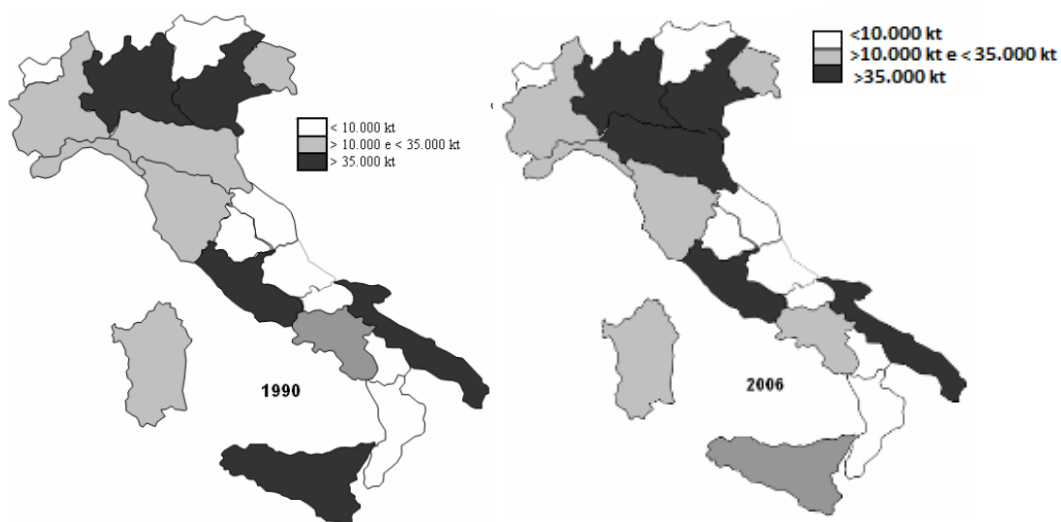 < 10.000 kt
> 10.000 e < 35.000 kt
> 35.000 kt
1990
<10.000 kt
>10.000 kt e < 35.000 kt
>35.000 kt
2006